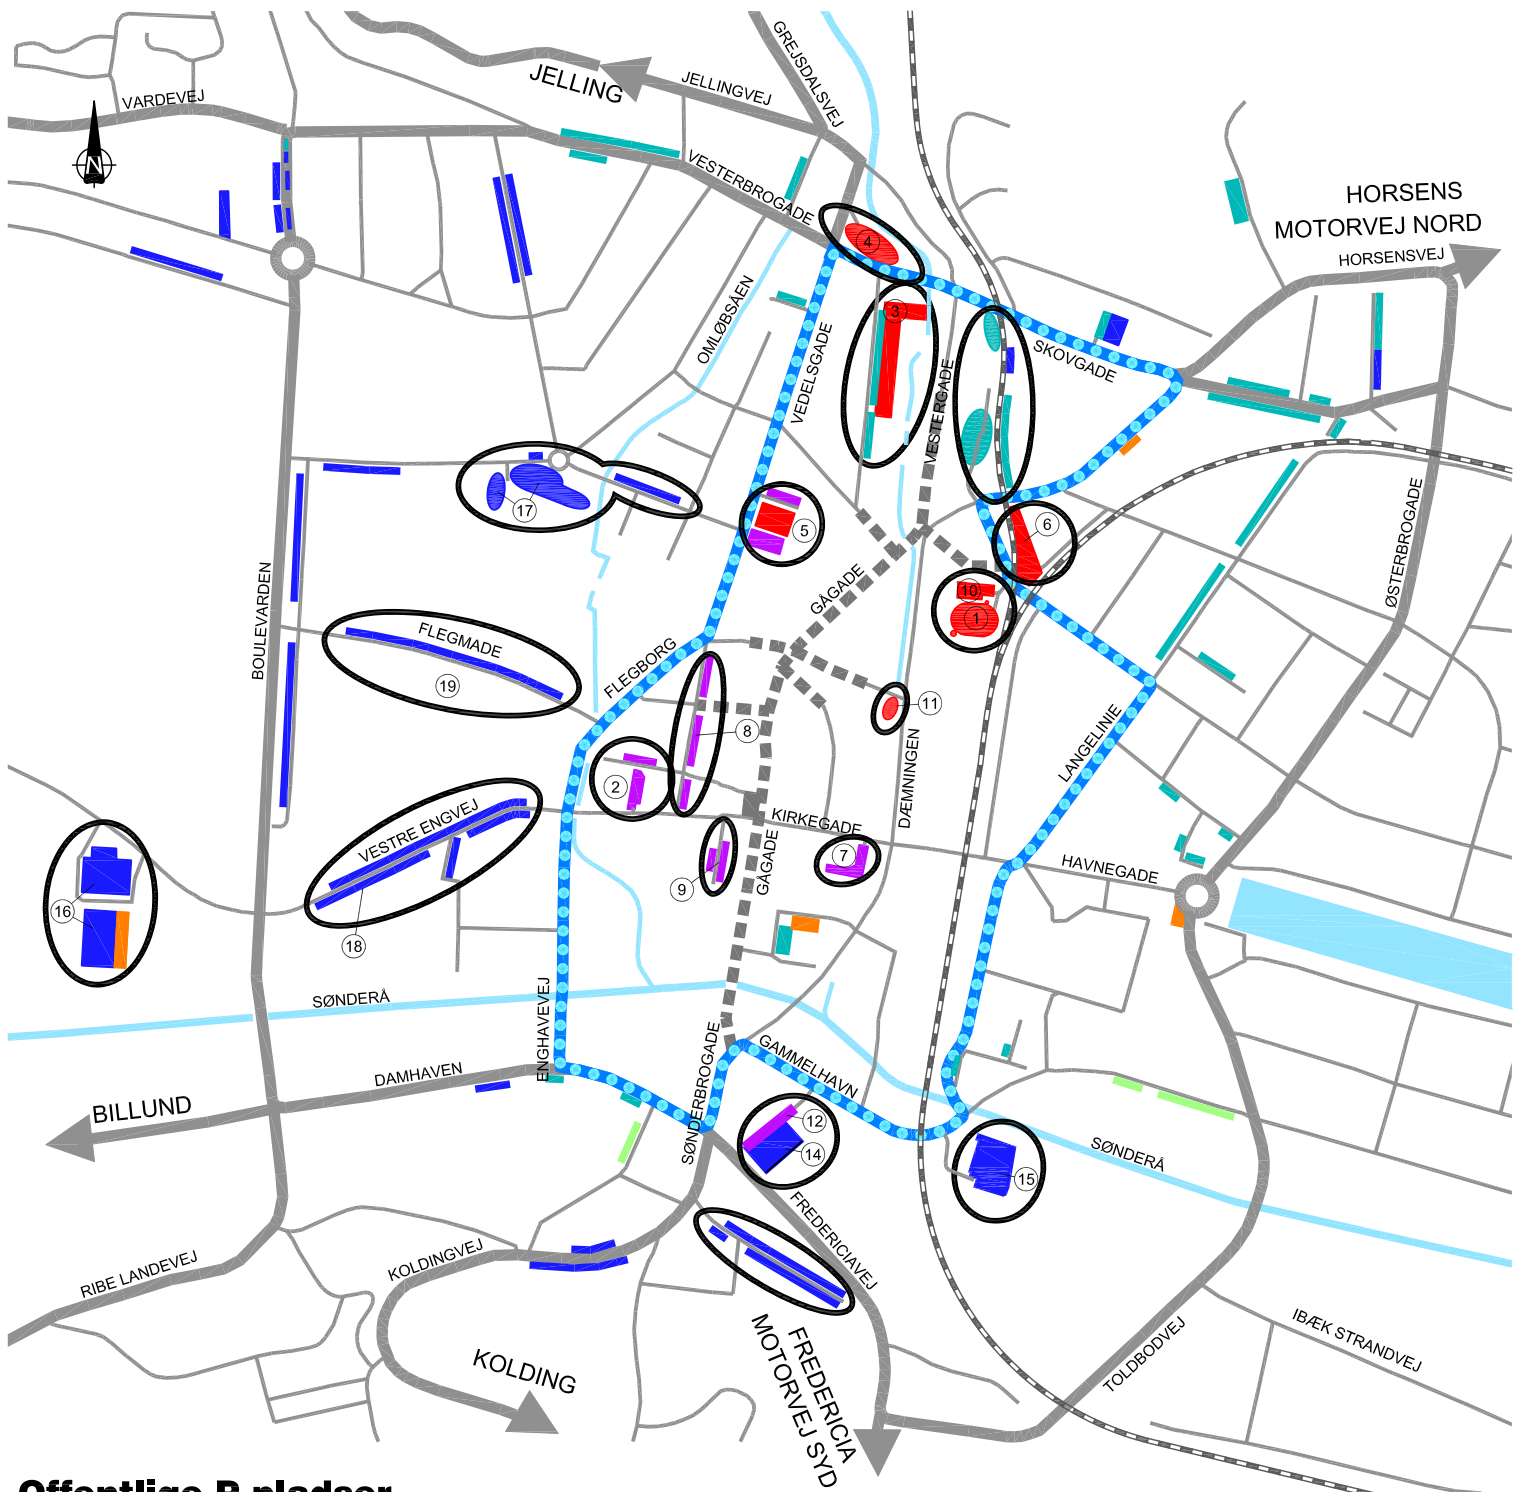 GREJSDALSVEJ
JELLING
JELLINGVEJ
VARDEVEJ
N
VESTERBROGADE
HORSENS
MOTORVEJ NORD
HORSENSVEJ
4
3
OMLØBSÅEN
VEDELSGADE
VESTERGADE
SKOVGADE
17
5
6
ØSTERBROGADE
BOULEVARDEN
GÅGADE
10
1
FLEGMADE
19
FLEGBORG
11
8
LANGELINIE
2
DÆMNINGEN
VESTRE ENGVEJ
KIRKEGADE
7
HAVNEGADE
9
GÅGADE
16
18
SØNDERÅ
ENGHAVEVEJ
DAMHAVEN
SØNDERBROGADE
GAMMELHAVN
BILLUND
12
14
SØNDERÅ
15
FREDERICIAVEJ
KOLDINGVEJ
RIBE LANDEVEJ
IBÆK STRANDVEJ
TOLDBODVEJ
KOLDING
FREDERICIA
MOTORVEJ SYD
Offentlige P-pladser